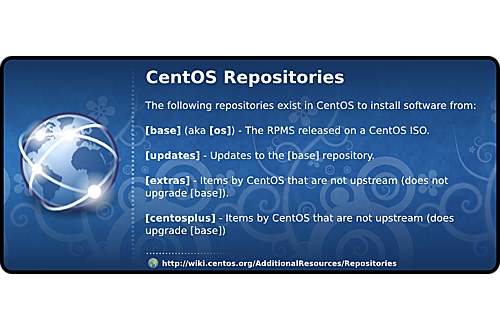 CentOS Repositories
The following repositories exist in CentOS to install software from:
[base] (aka [os]) - The RPMS released on a CentOS ISO.
[updates] - Updates to the [base] repository.
[extras] - Items by CentOS that are not upstream (does not
upgrade [base]).
[centosplus] - Items by CentOS that are not upstream (does
upgrade [base])
http://wiki.centos.org/AdditionalResources/Repositories